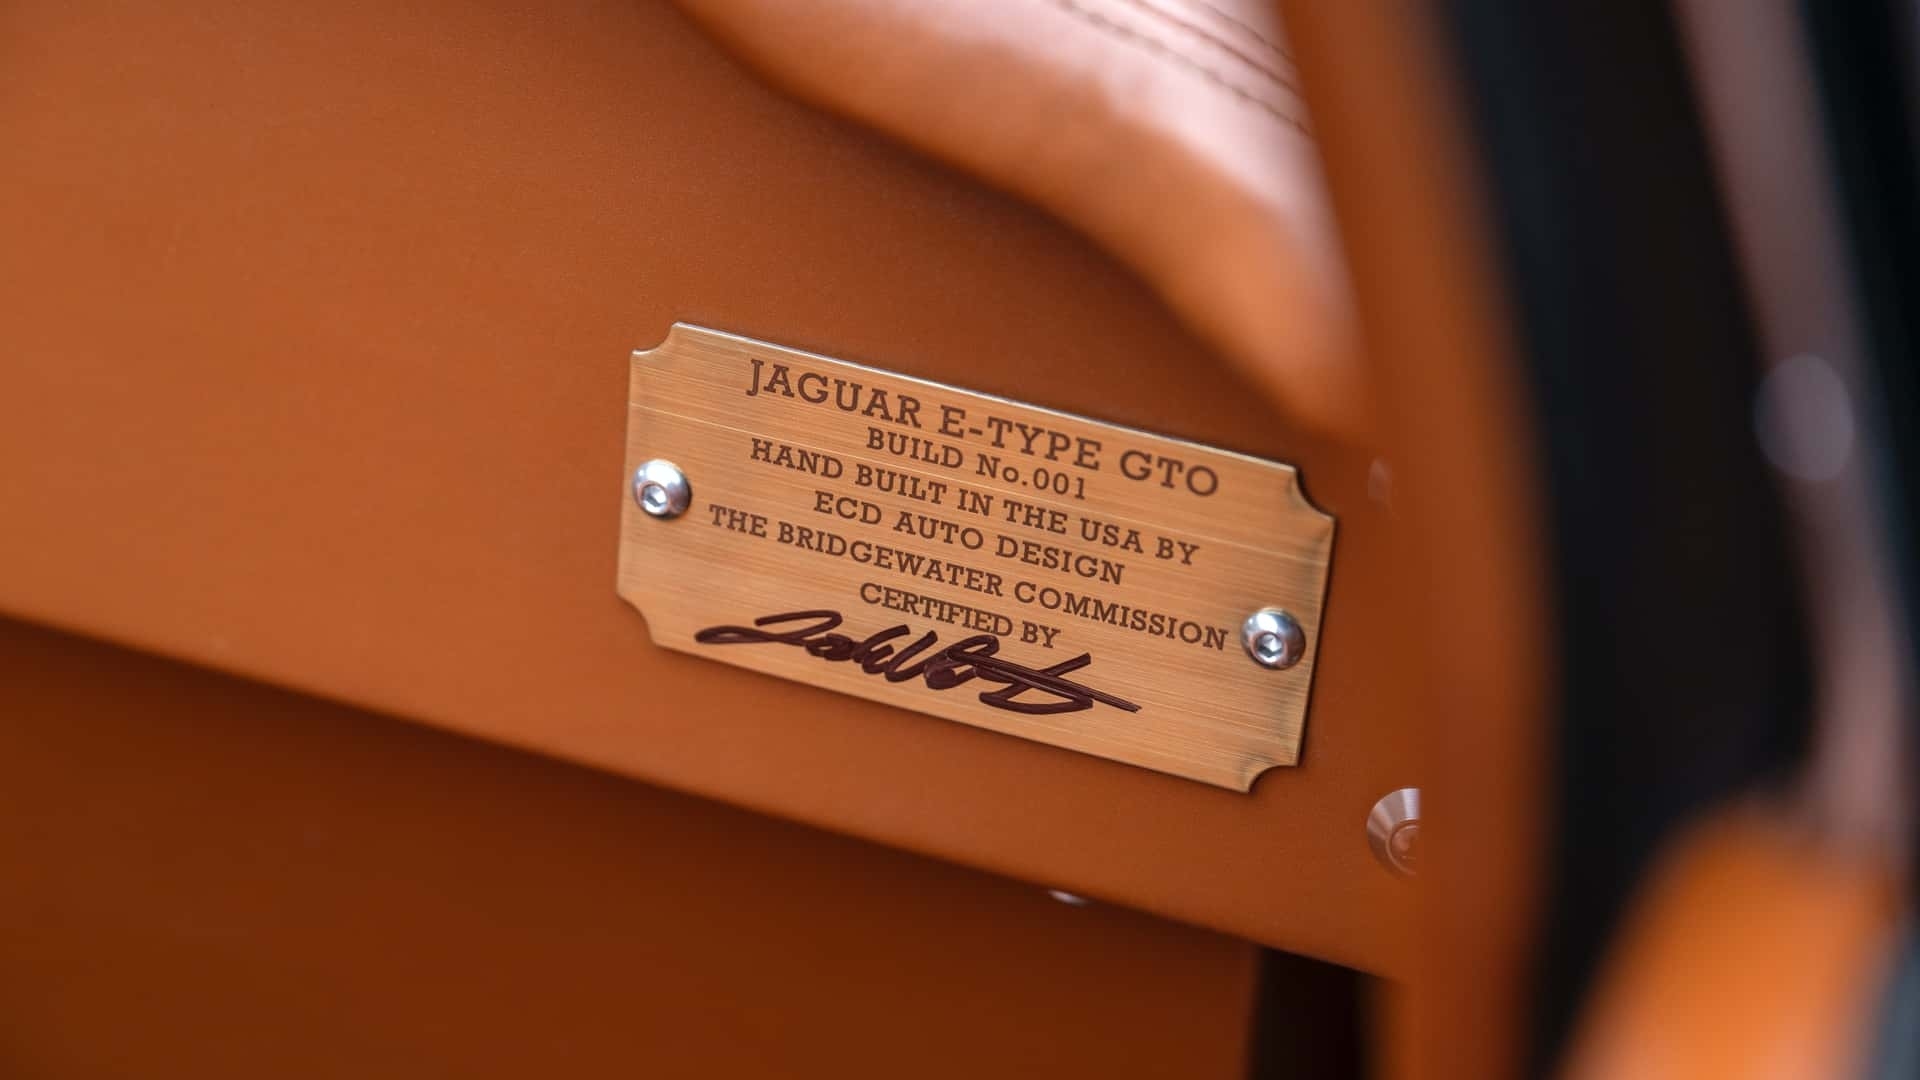 JAGUAR E-TYPE GTO
BUILD No.001
HAND BUILT IN THE USA BY
ECD AUTO DESIGN
THE BRIDGEWATER COMMISSION
CERTIFIED BY